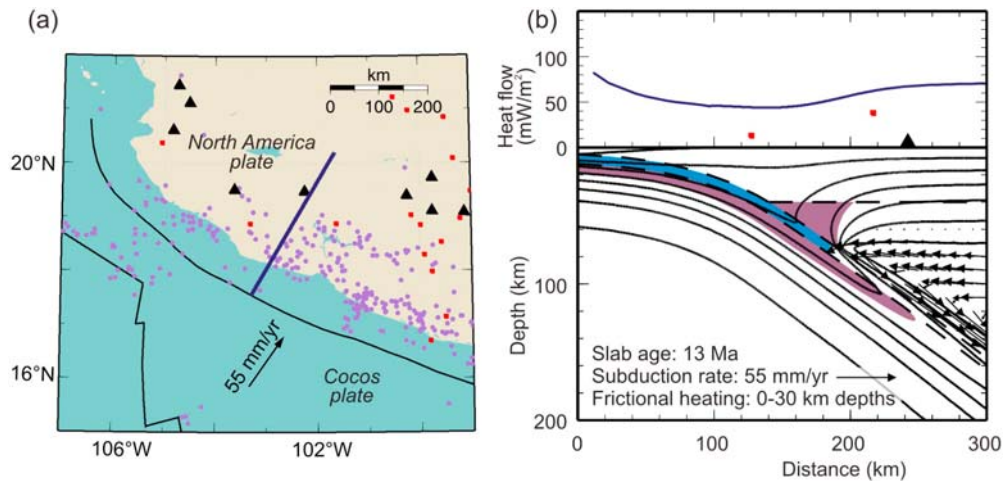 (a)
km
0 100 200
North America
plate
20°N
16°N
55 mm/yr
Cocos
plate
106°W
102°W
(b)
100
50
0
Heat flow
(mW/m²)
Depth (km)
100
200
Slab age: 13 Ma
Subduction rate: 55 mm/yr
Frictional heating: 0-30 km depths
0 100 200 300
Distance (km)